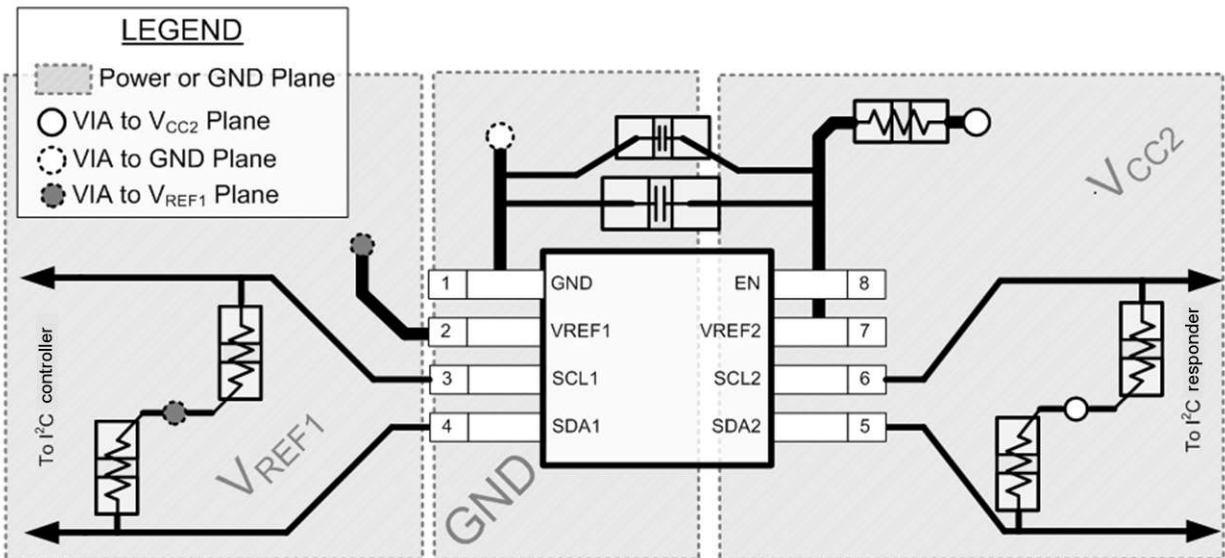 LEGEND
Power or GND Plane
VIA to VCC2 Plane
VIA to GND Plane
VIA to VREF1 Plane
VCC2
1 GND EN 8
2 VREF1 VREF2 7
3 SCL1 SCL2 6
4 SDA1 SDA2 5
To I²C controller
To I²C responder
VREF1
GND